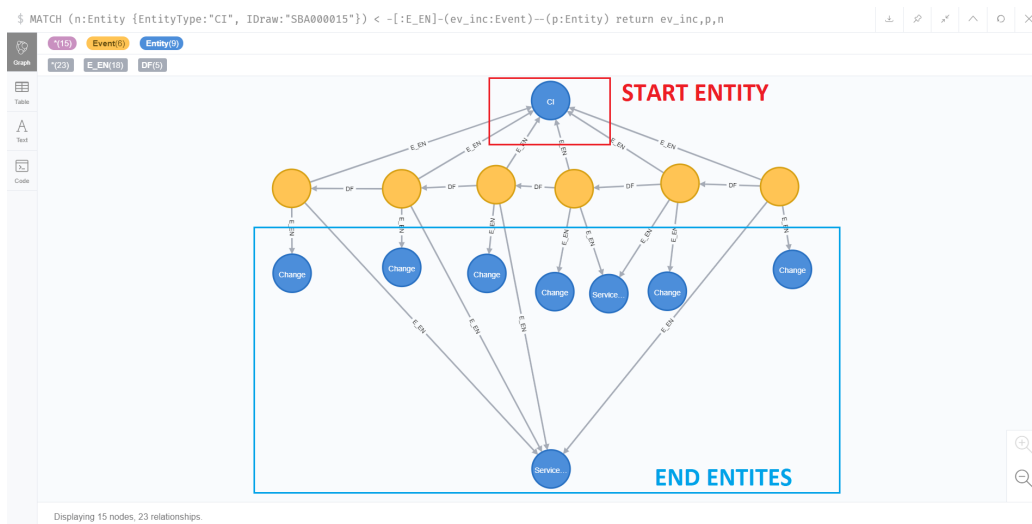 $ MATCH (n:Entity {EntityType:"CI", IDraw:"SBA000015"}) < -[:E_EN]-(ev_inc:Event)--(p:Entity) return ev_inc,p,n
*(15) Event(6) Entity(9)
Graph
*(23) E_EN(18) DF(5)
Table
Text
Code
CI
START ENTITY
E_EN E_EN E_EN E_EN E_EN E_EN
DF DF DF DF DF
E_EN E_EN E_EN E_EN E_EN E_EN E_EN E_EN
Change Change Change Change Service... Change Change
E_EN E_EN E_EN E_EN
Service...
END ENTITES
Displaying 15 nodes, 23 relationships.